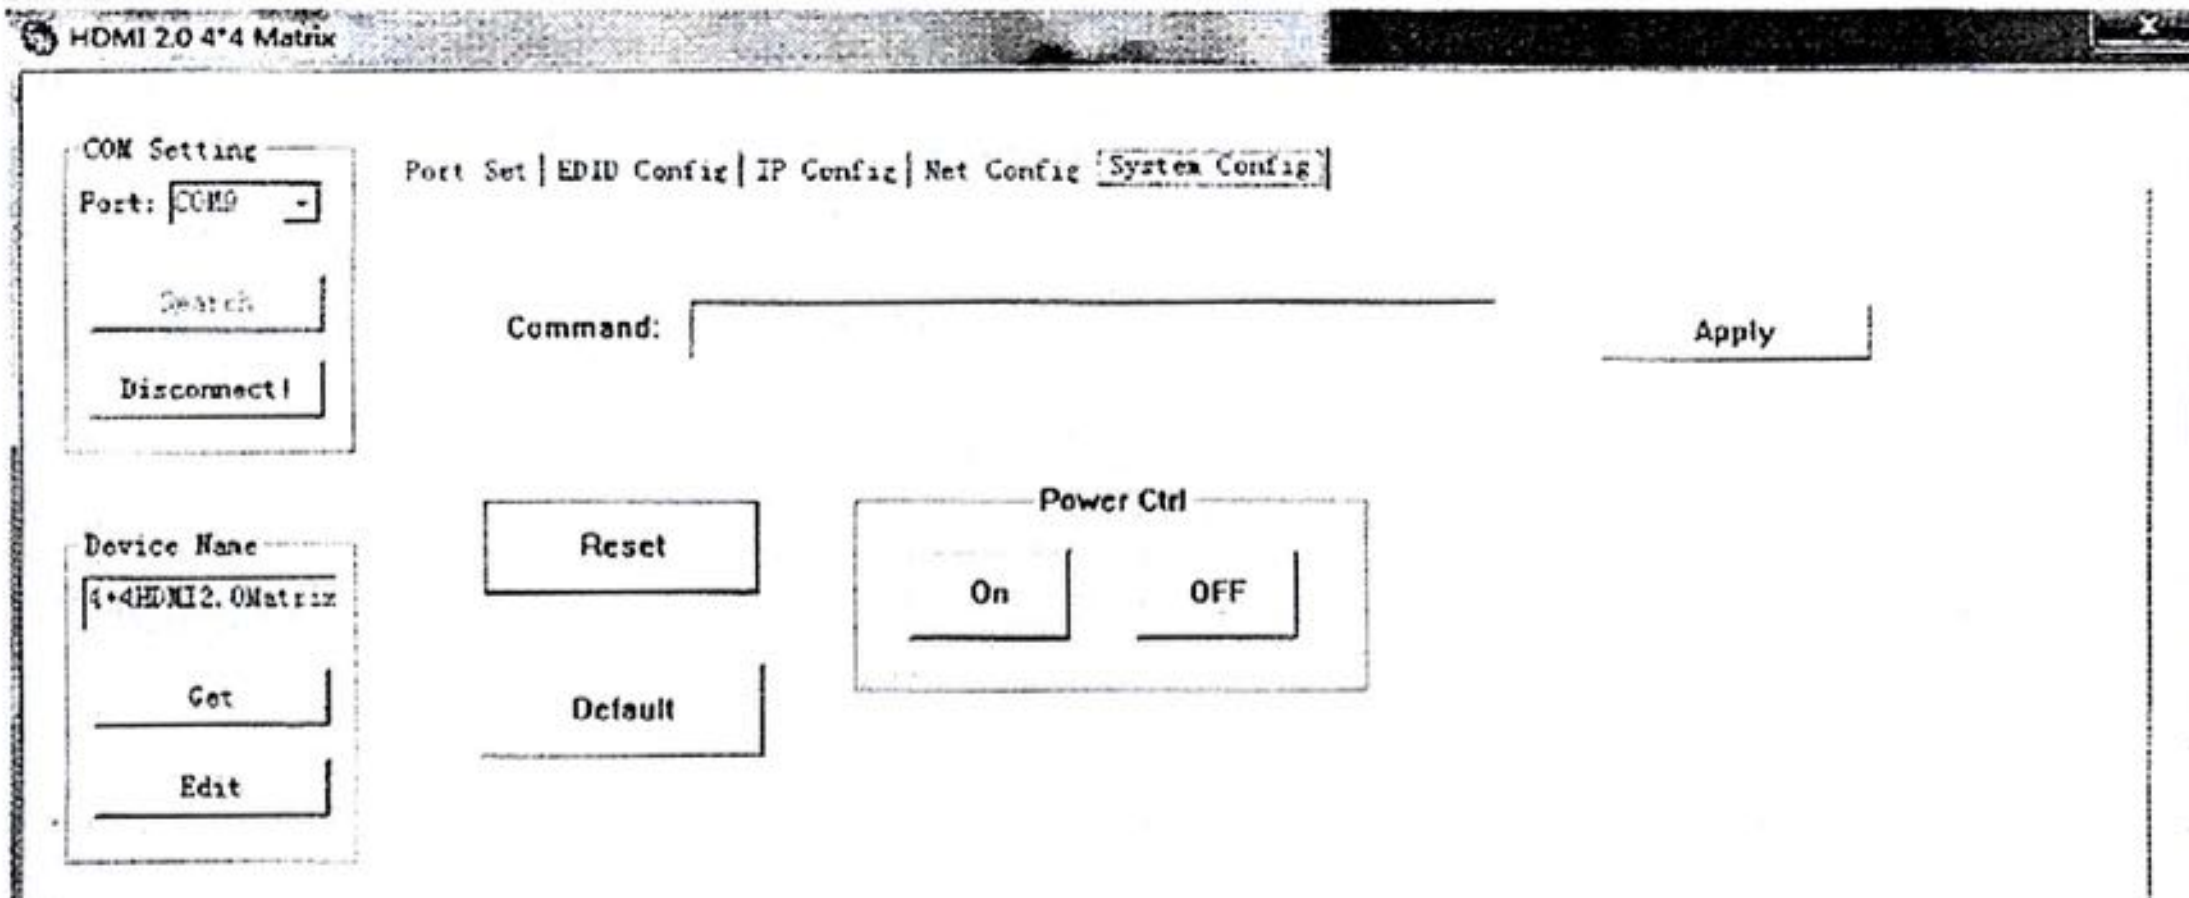 HDMI 2.0 4*4 Matrix
COM Setting
Port: COM9
Search
Disconnect!
Port Set | EDID Config | IP Config | Net Config System Config
Command:
Apply
Device Name
4*4HDMI2.0Matrix
Get
Edit
Reset
Default
Power Ctrl
On OFF